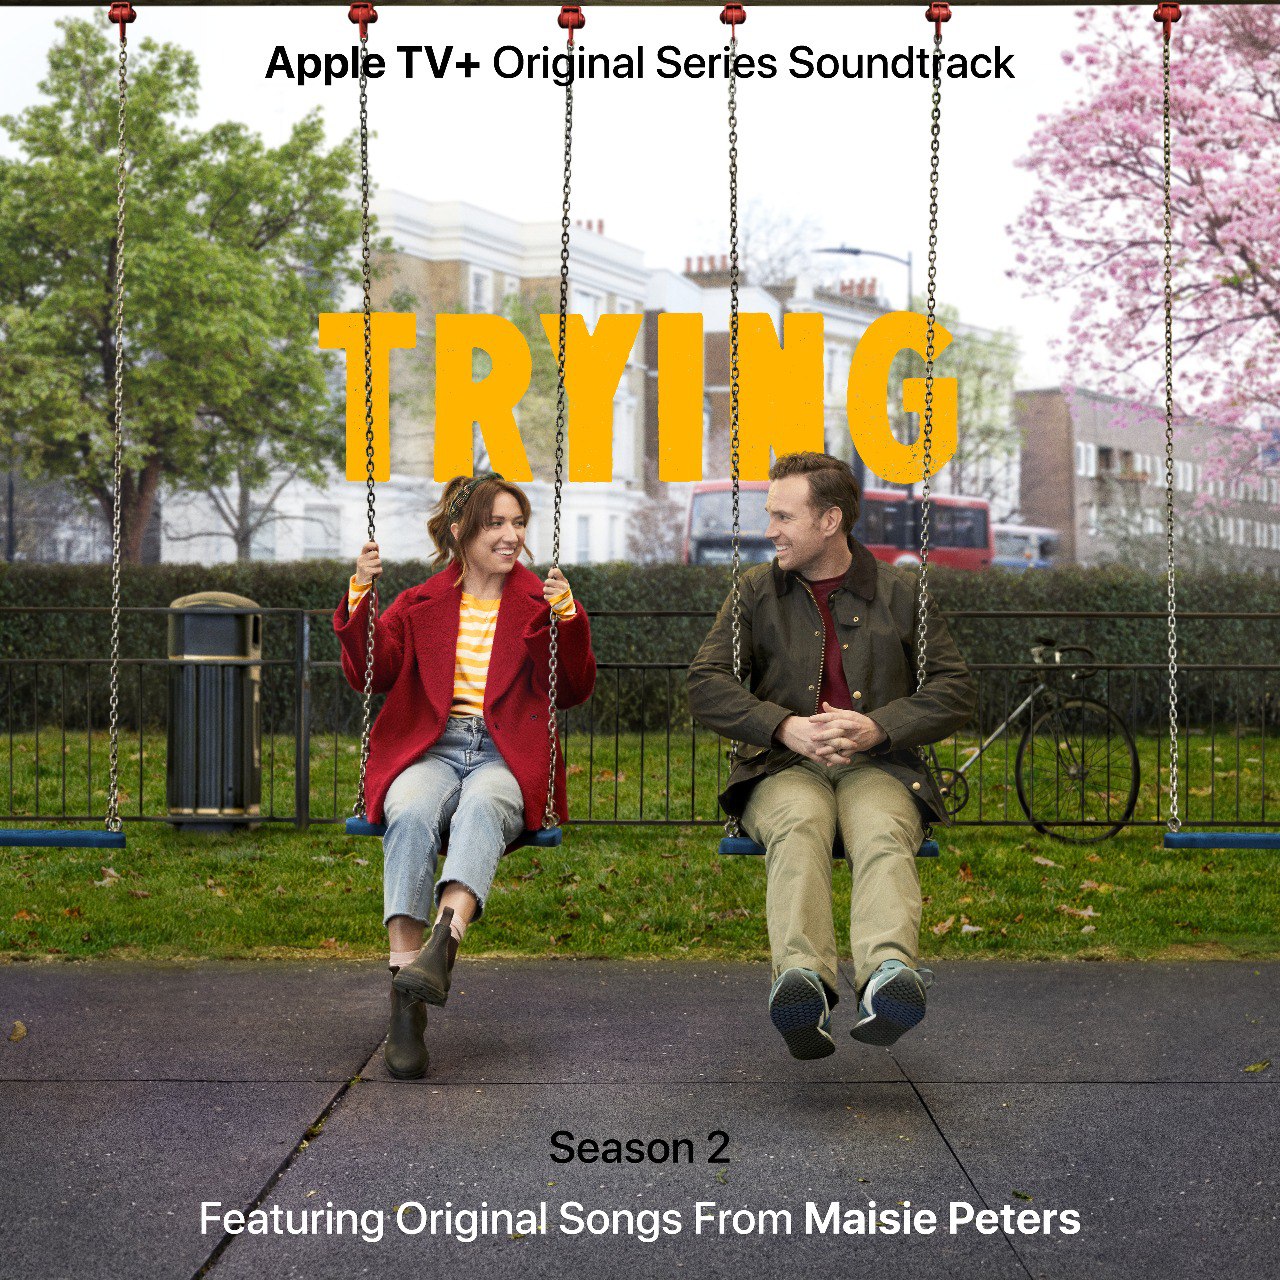 Apple TV+ Original Series Soundtrack
TRYING
Season 2
Featuring Original Songs From Maisie Peters